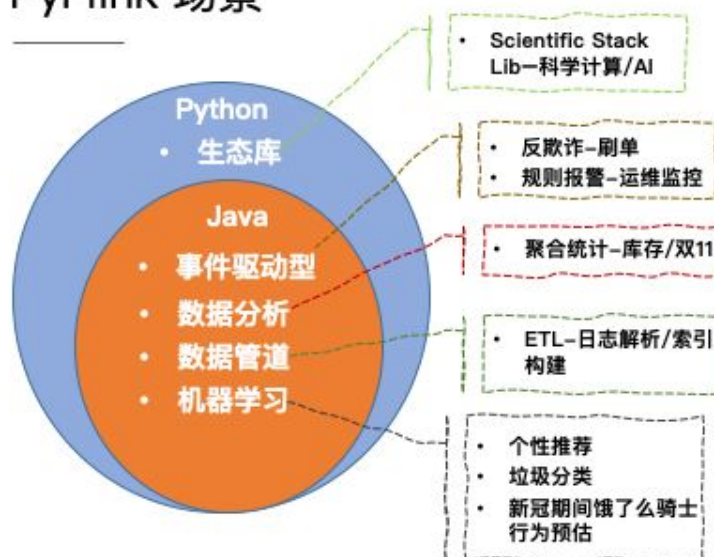 PyFlink 场景
Python
• 生态库
Java
• 事件驱动型
• 数据分析
• 数据管道
• 机器学习
• Scientific Stack
Lib—科学计算/AI
• 反欺诈–刷单
• 规则报警–运维监控
• 聚合统计–库存/双11
• ETL–日志解析/索引
构建
• 个性推荐
• 垃圾分类
• 新冠期间饿了么骑士
行为预估